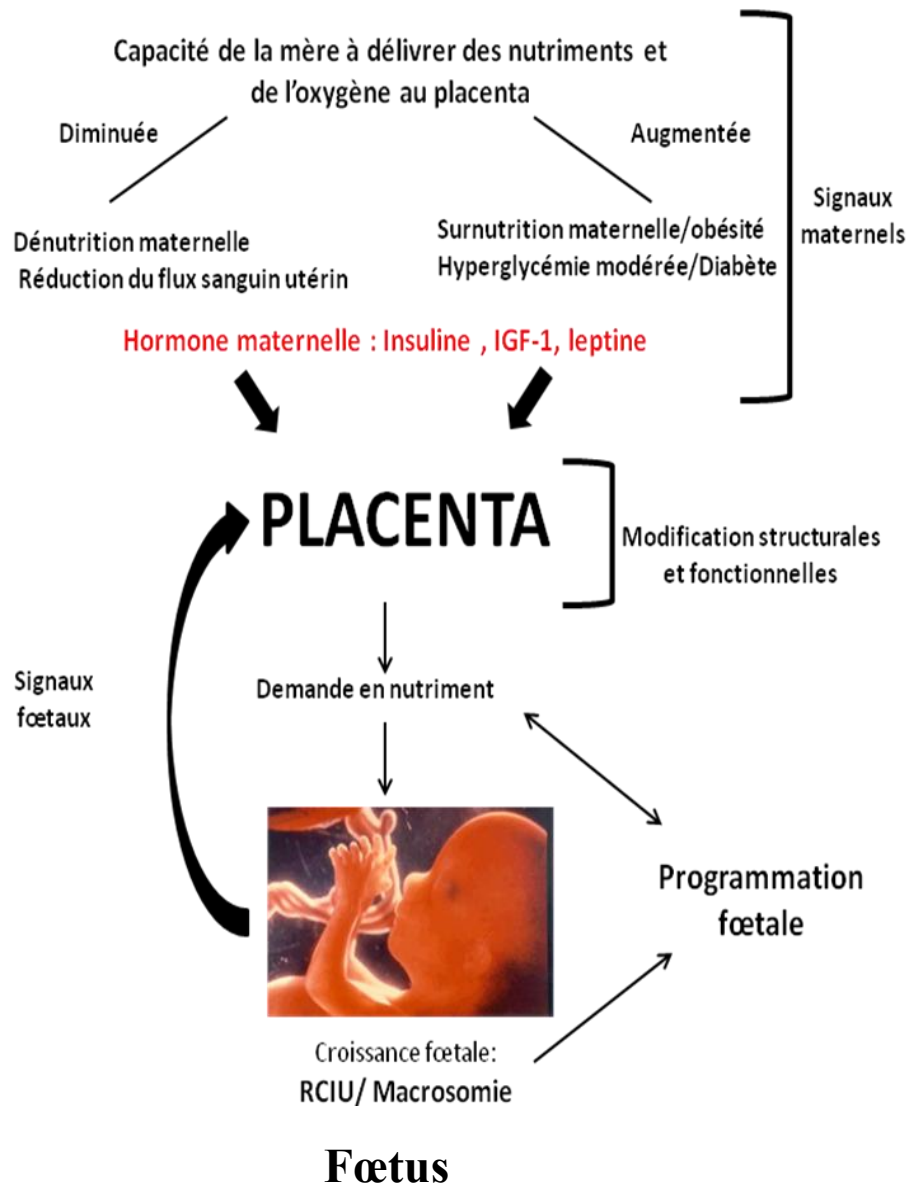 Capacité de la mère à délivrer des nutriments et
de l'oxygène au placenta
Diminuée
Augmentée
Dénutrition maternelle
Réduction du flux sanguin utérin
Surnutrition maternelle/obésité
Hyperglycémie modérée/Diabète
Signaux
maternels
Hormone maternelle : Insuline , IGF-1, leptine
PLACENTA
Modification structurales
et fonctionnelles
Signaux
fœtaux
Demande en nutriment
Programmation
fœtale
Croissance fœtale:
RCIU/ Macrosomie
Fœtus